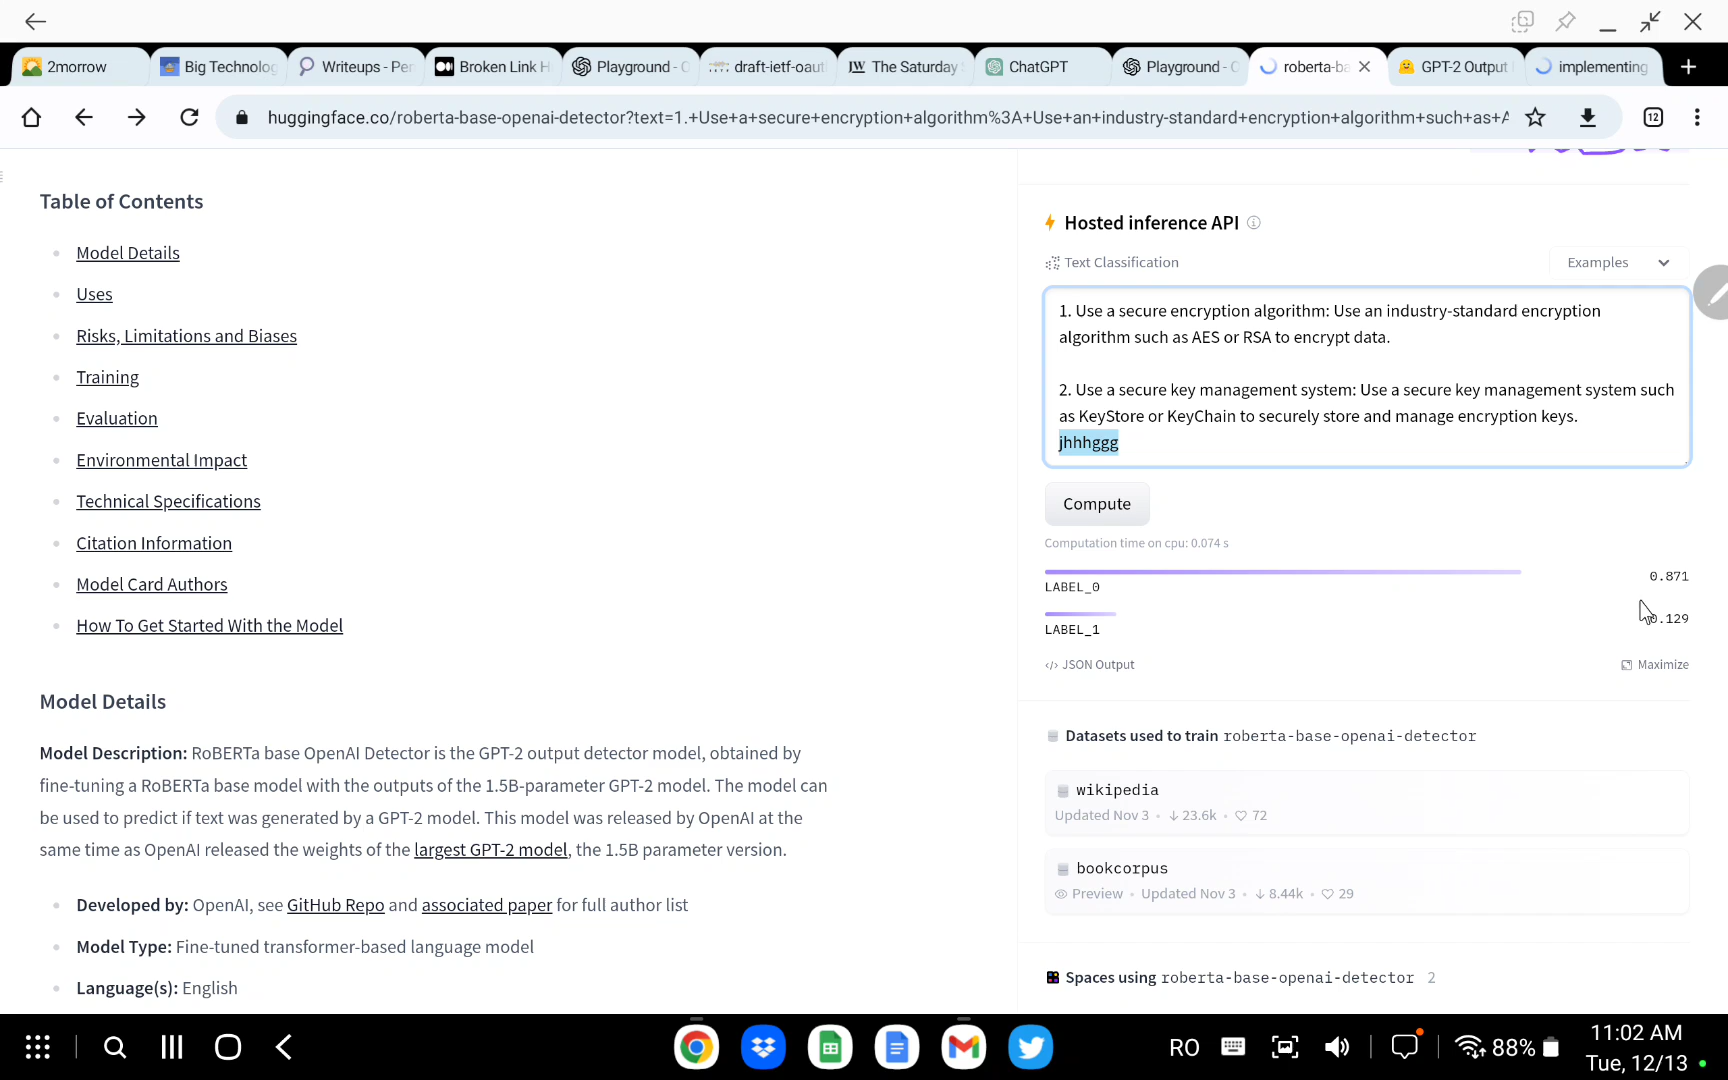 2morrow
Big Technolog
Writeups - Per
Broken Link H
Playground - O
draft-ietf-oaut
The Saturday
ChatGPT
Playground - O
roberta-ba
GPT-2 Output
implementing
huggingface.co/roberta-base-openai-detector?text=1.+Use+a+secure+encryption+algorithm%3A+Use+an+industry-standard+encryption+algorithm+such+as+A
12
Table of Contents
Model Details
Uses
Risks, Limitations and Biases
Training
Evaluation
Environmental Impact
Technical Specifications
Citation Information
Model Card Authors
How To Get Started With the Model
Model Details
Model Description: RoBERTa base OpenAI Detector is the GPT-2 output detector model, obtained by
fine-tuning a RoBERTa base model with the outputs of the 1.5B-parameter GPT-2 model. The model can
be used to predict if text was generated by a GPT-2 model. This model was released by OpenAI at the
same time as OpenAI released the weights of the largest GPT-2 model, the 1.5B parameter version.
Developed by: OpenAI, see GitHub Repo and associated paper for full author list
Model Type: Fine-tuned transformer-based language model
Language(s): English
Hosted inference API
Text Classification
Examples
1. Use a secure encryption algorithm: Use an industry-standard encryption
algorithm such as AES or RSA to encrypt data.
2. Use a secure key management system: Use a secure key management system such
as KeyStore or KeyChain to securely store and manage encryption keys.
jhhhggg
Compute
Computation time on cpu: 0.074 s
0.871
LABEL_0
0.129
LABEL_1
</> JSON Output
Maximize
Datasets used to train roberta-base-openai-detector
wikipedia
Updated Nov 3 • ↓ 23.6k • ♡ 72
bookcorpus
Preview • Updated Nov 3 • ↓ 8.44k • ♡ 29
Spaces using roberta-base-openai-detector 2
RO
88%
11:02 AM
Tue, 12/13